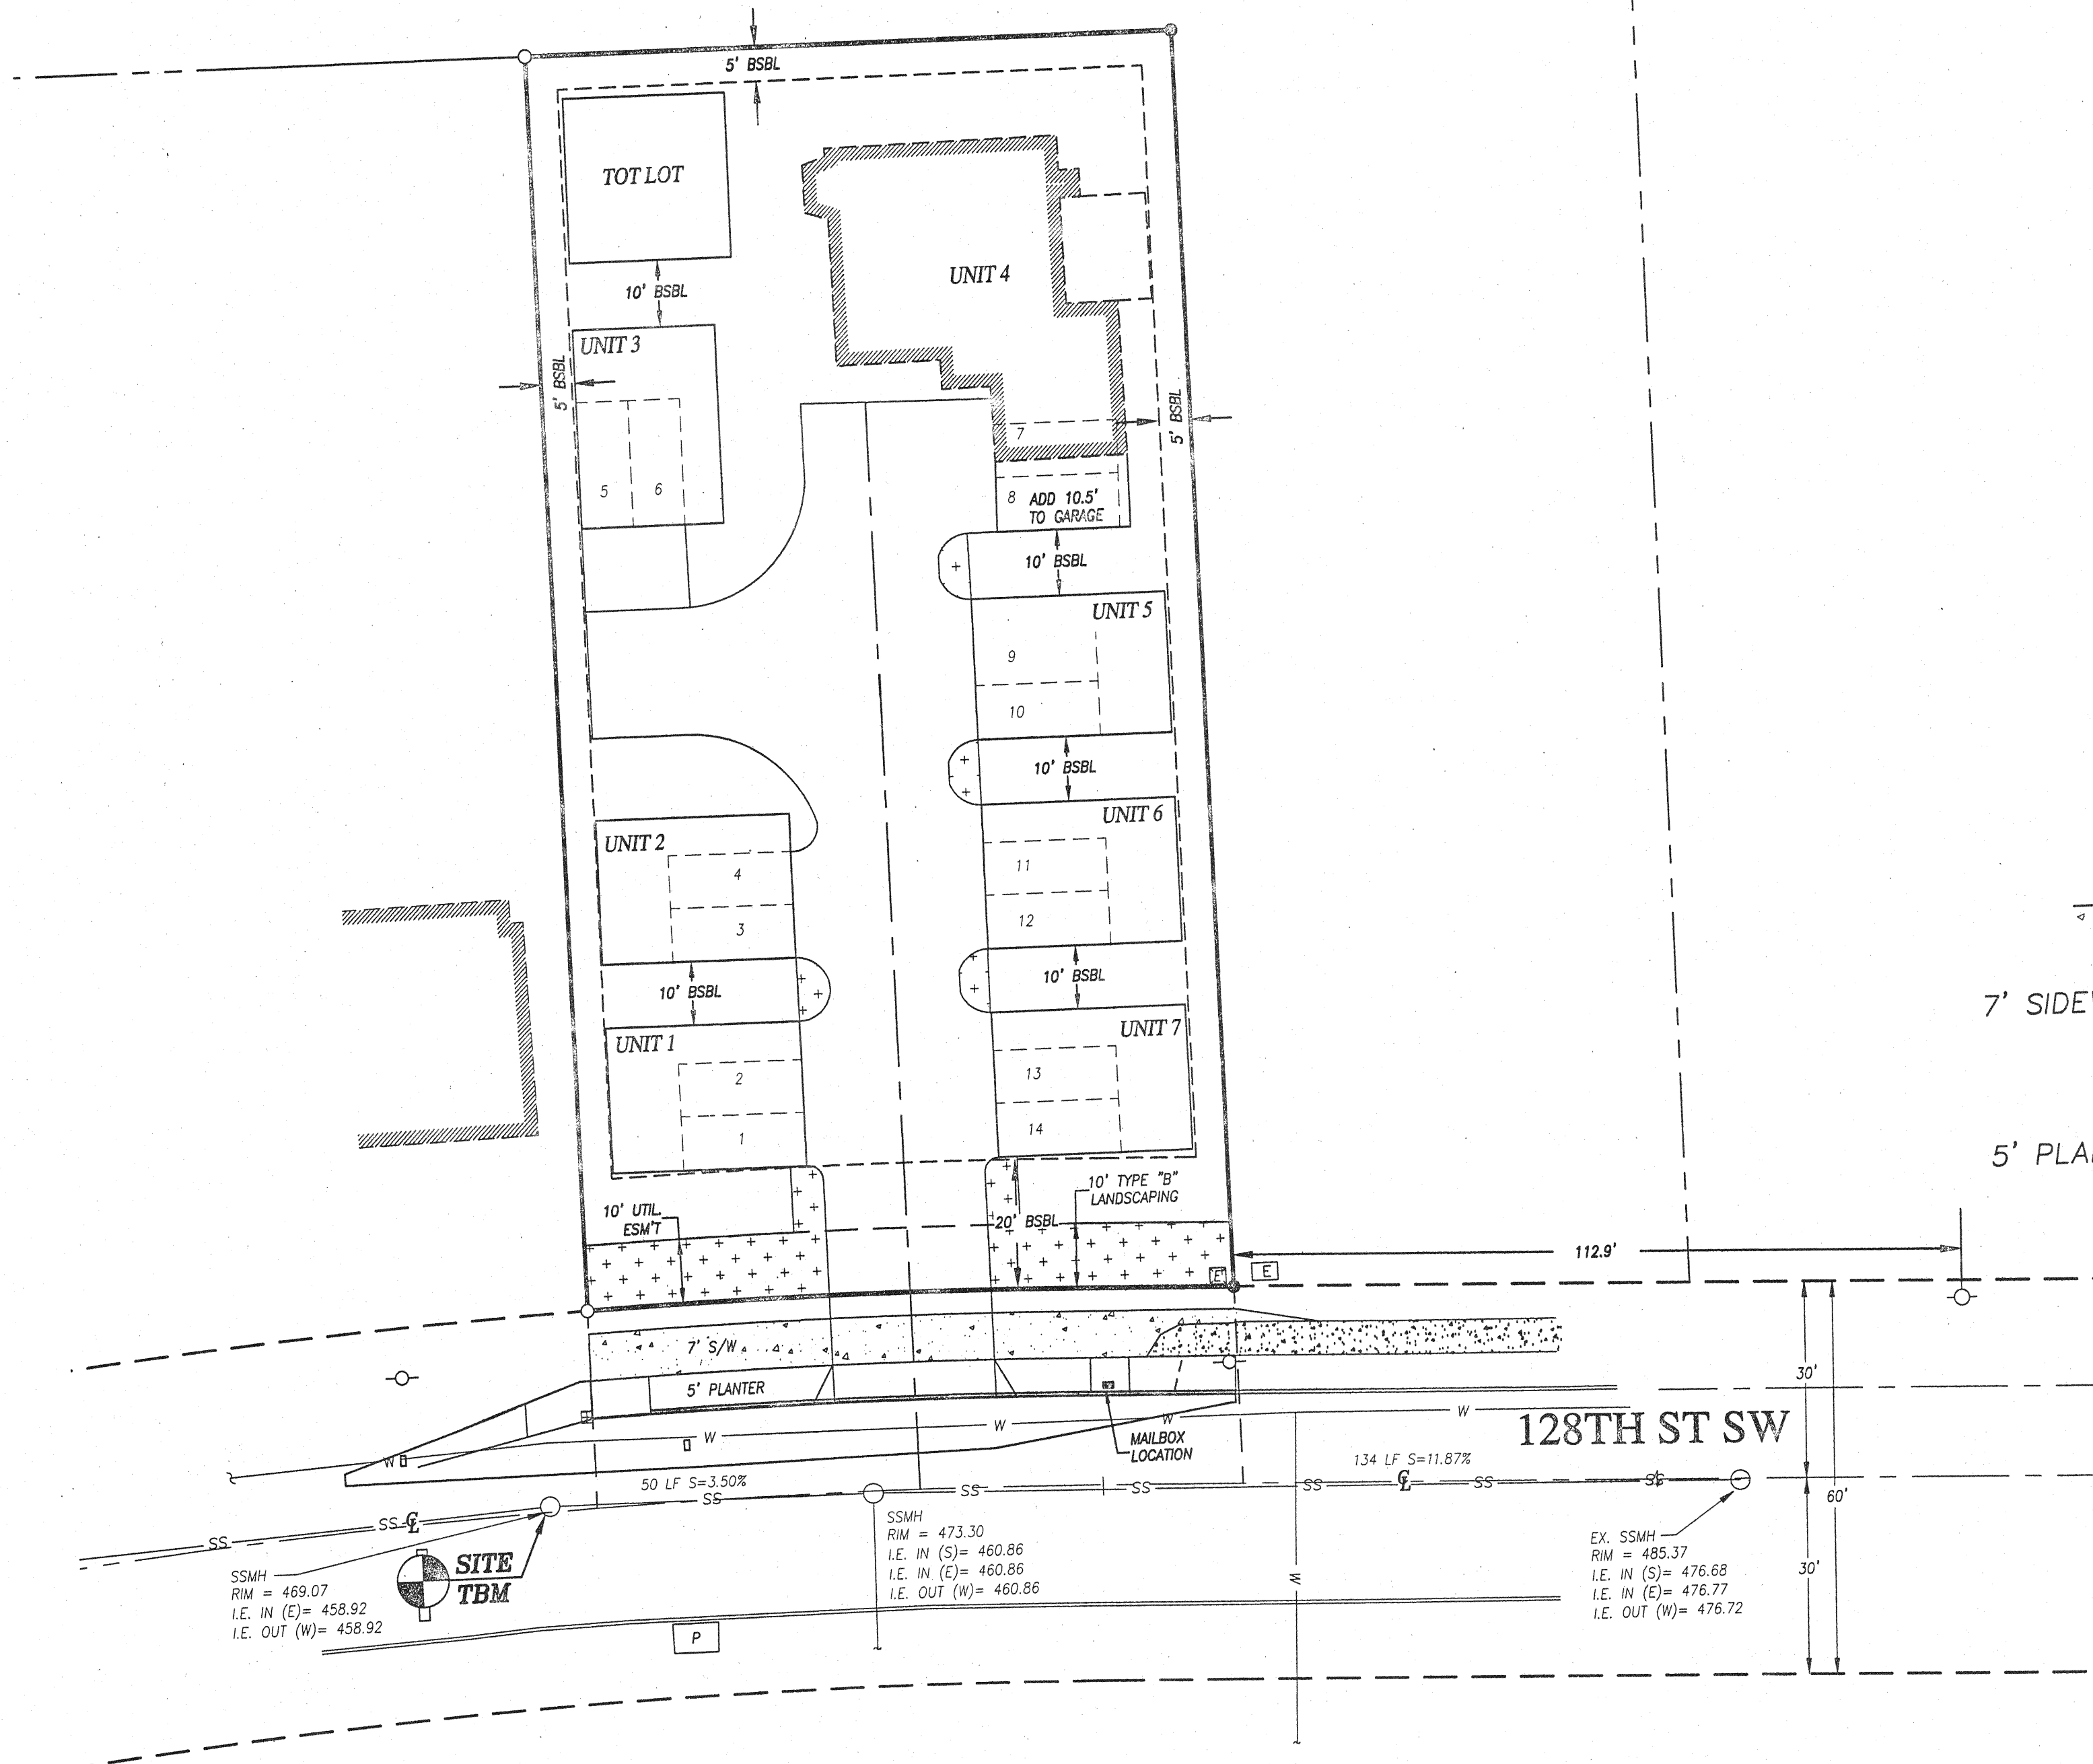 5' BSBL
TOT LOT
10' BSBL
UNIT 4
UNIT 3
5' BSBL
5 6
7
5' BSBL
8 ADD 10.5'
TO GARAGE
10' BSBL
UNIT 5
9
10
10' BSBL
UNIT 2
4
3
UNIT 6
11
12
10' BSBL
10' BSBL
UNIT 1
2
1
UNIT 7
13
14
7'
5'
10' UTIL.
ESM'T
20' BSBL
10' TYPE "B"
LANDSCAPING
E
E
112.9'
7' S/W
5' PLANTER
W
W
W
W
W
W
MAILBOX
LOCATION
128TH ST SW
30'
60'
30'
50 LF S=3.50%
134 LF S=11.87%
SS
SS
SS
SS
SS
SS
SS
SS
SSMH
RIM = 469.07
I.E. IN (E)= 458.92
I.E. OUT (W)= 458.92
SITE
TBM
SSMH
RIM = 473.30
I.E. IN (S)= 460.86
I.E. IN (E)= 460.86
I.E. OUT (W)= 460.86
EX. SSMH
RIM = 485.37
I.E. IN (S)= 476.68
I.E. IN (E)= 476.77
I.E. OUT (W)= 476.72
P